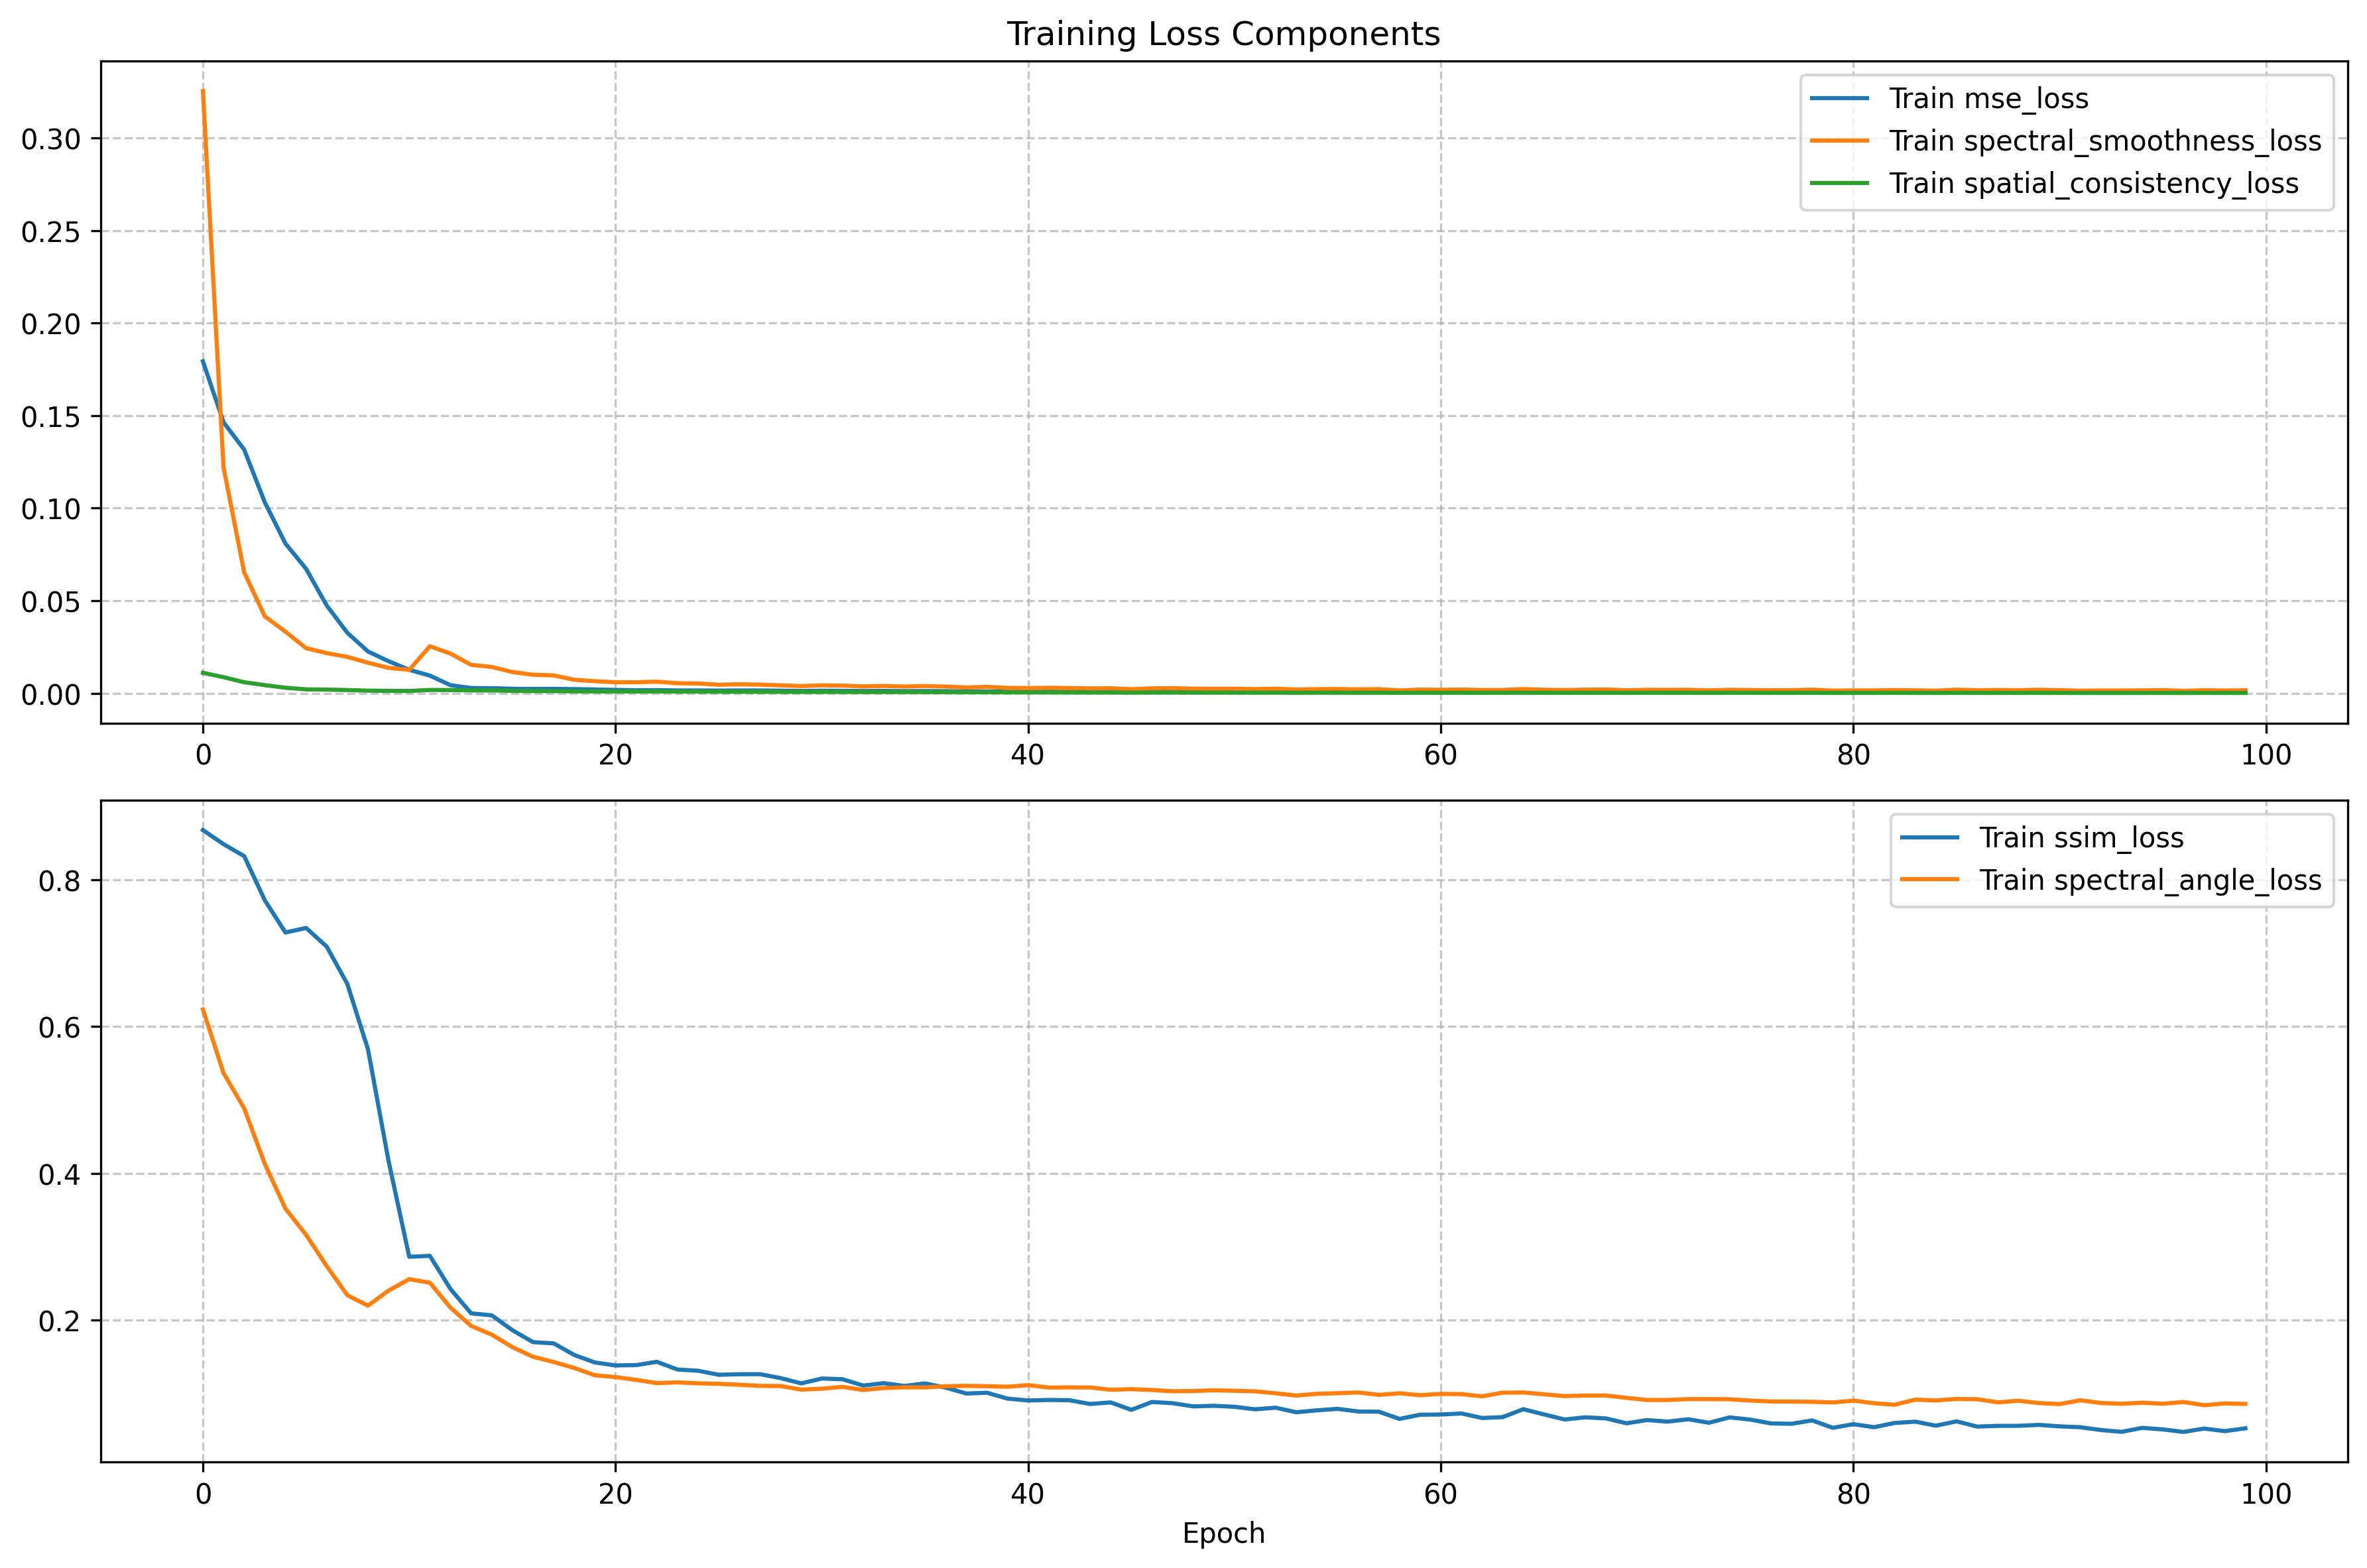 Training Loss Components
0.30
0.25
0.20
0.15
0.10
0.05
0.00
Train mse_loss
Train spectral_smoothness_loss
Train spatial_consistency_loss
0 20 40 60 80 100
0.8
0.6
0.4
0.2
Train ssim_loss
Train spectral_angle_loss
0 20 40 60 80 100
Epoch